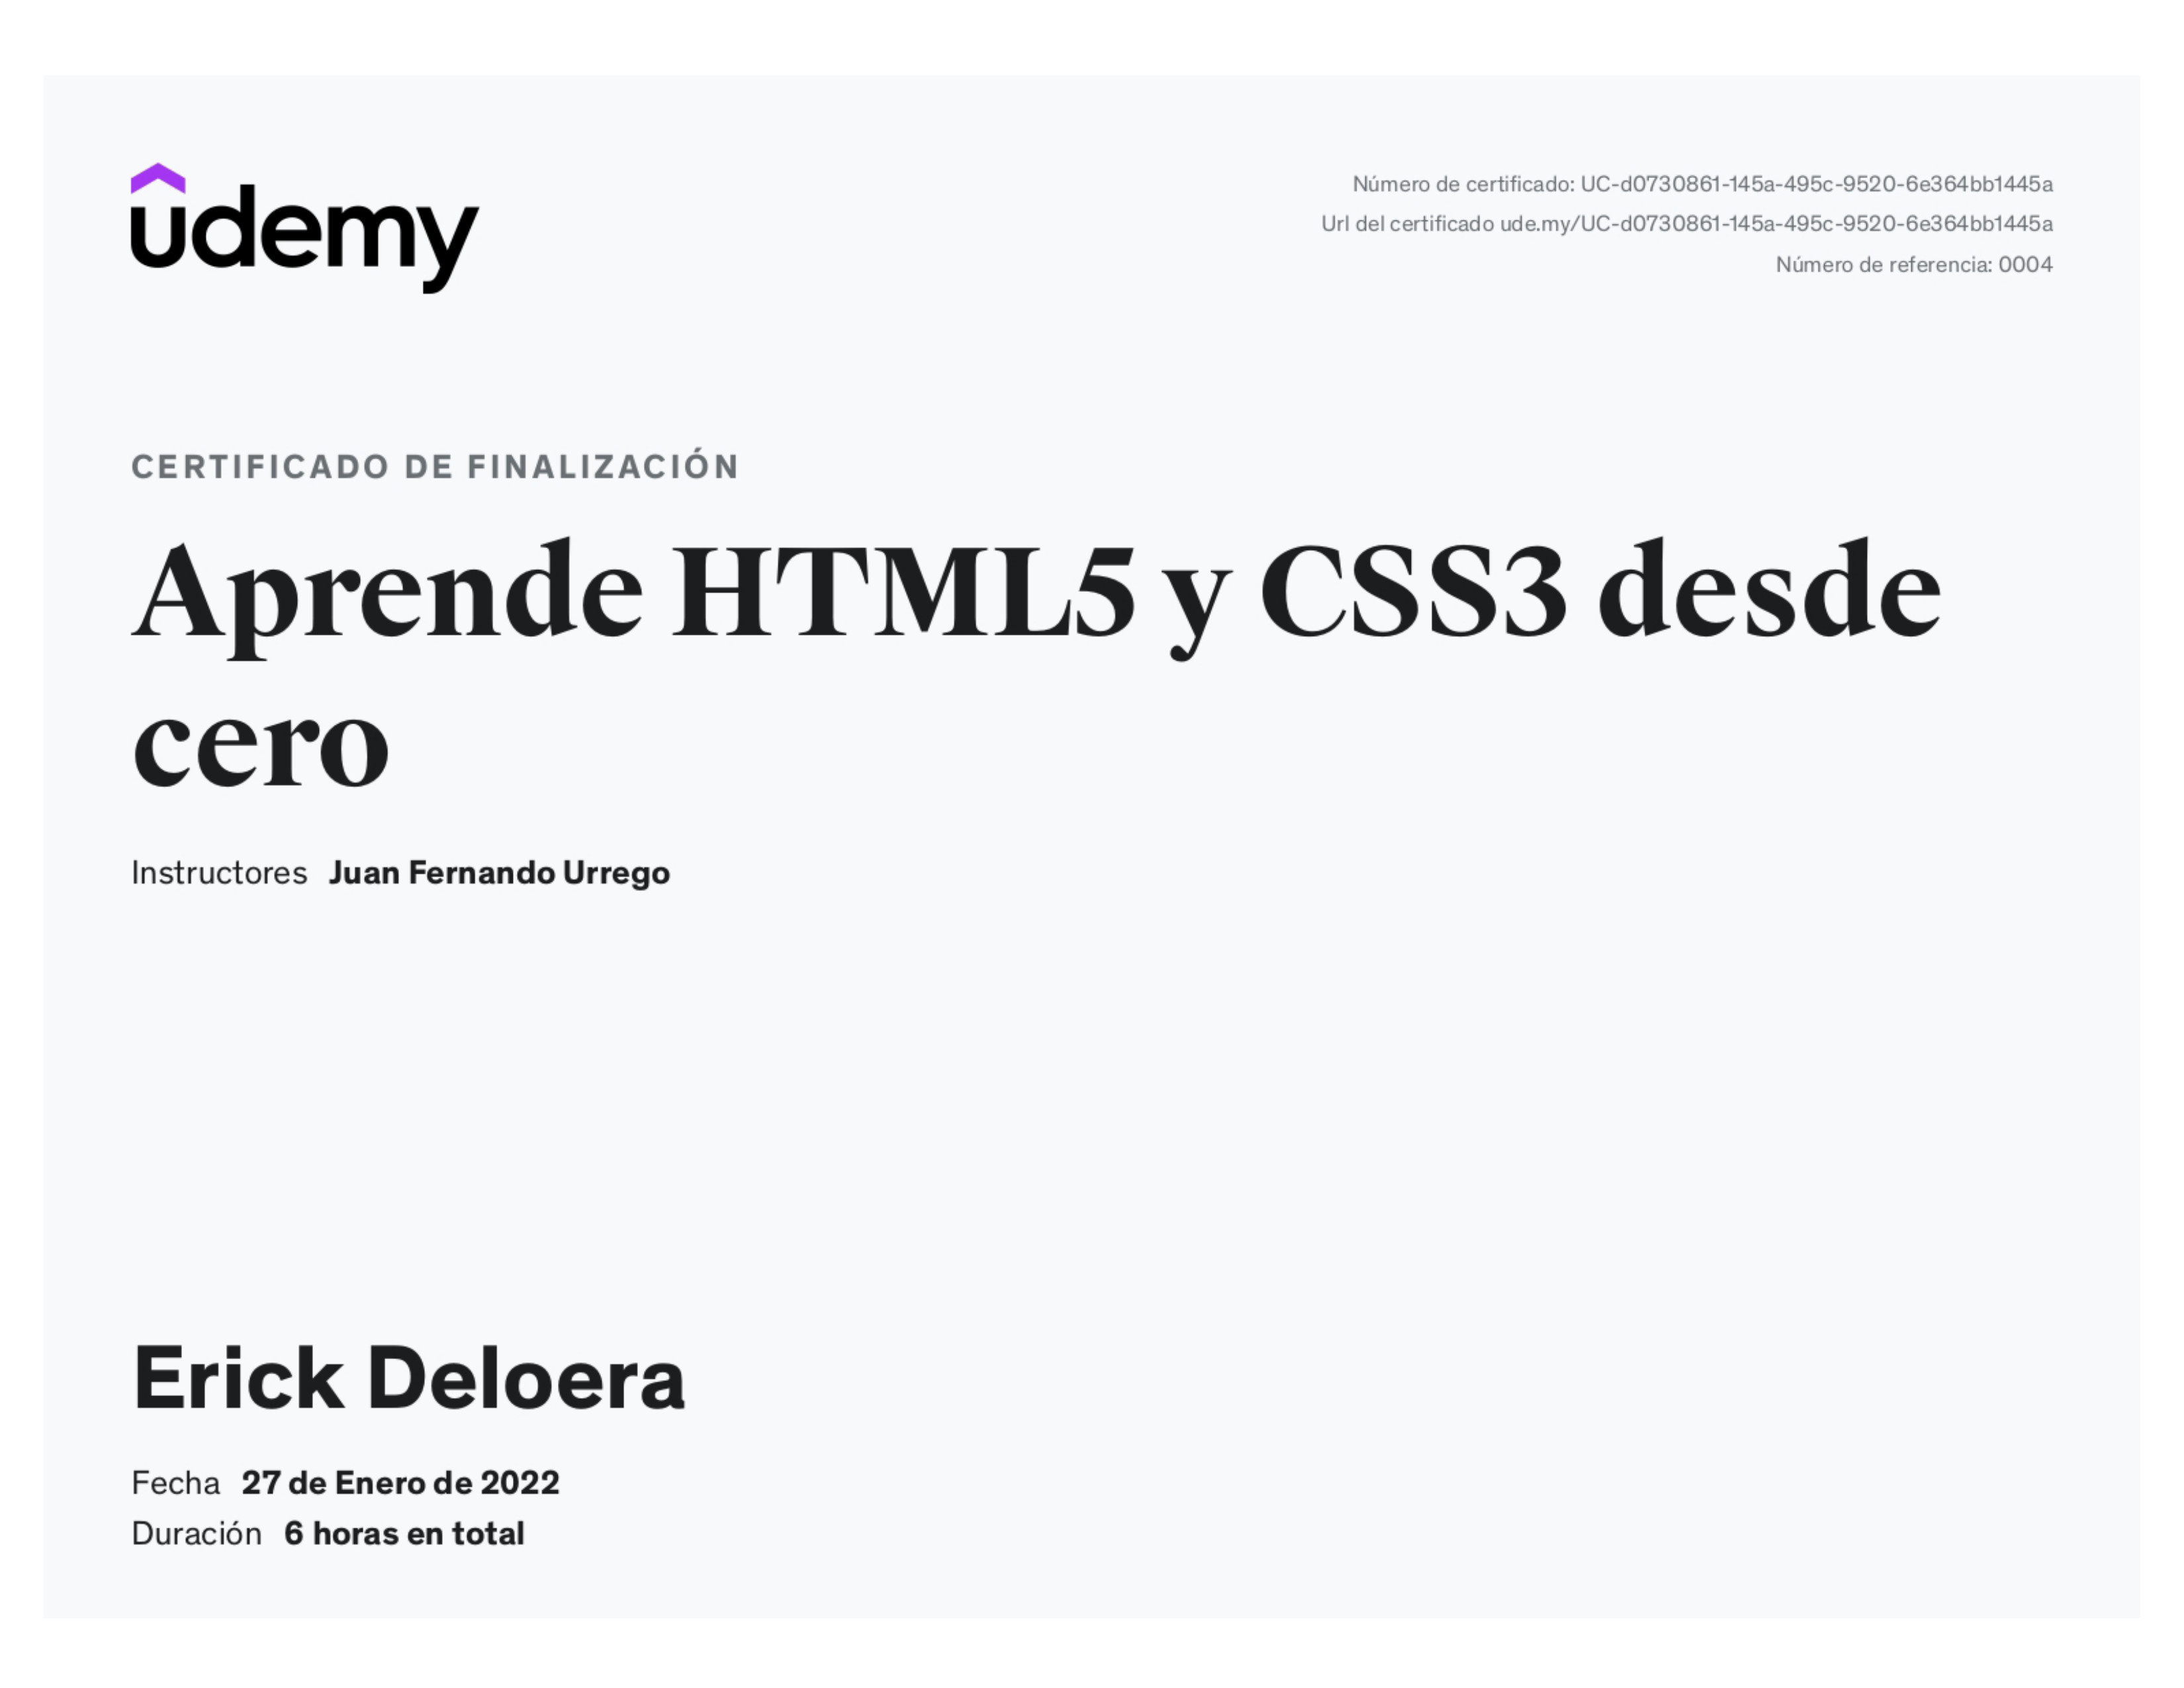 udemy
Número de certificado: UC-d0730861-145a-495c-9520-6e364bb1445a
Url del certificado ude.my/UC-d0730861-145a-495c-9520-6e364bb1445a
Número de referencia: 0004
CERTIFICADO DE FINALIZACIÓN
Aprende HTML5 y CSS3 desde
cero
Instructores Juan Fernando Urrego
Erick Deloera
Fecha 27 de Enero de 2022
Duración 6 horas en total